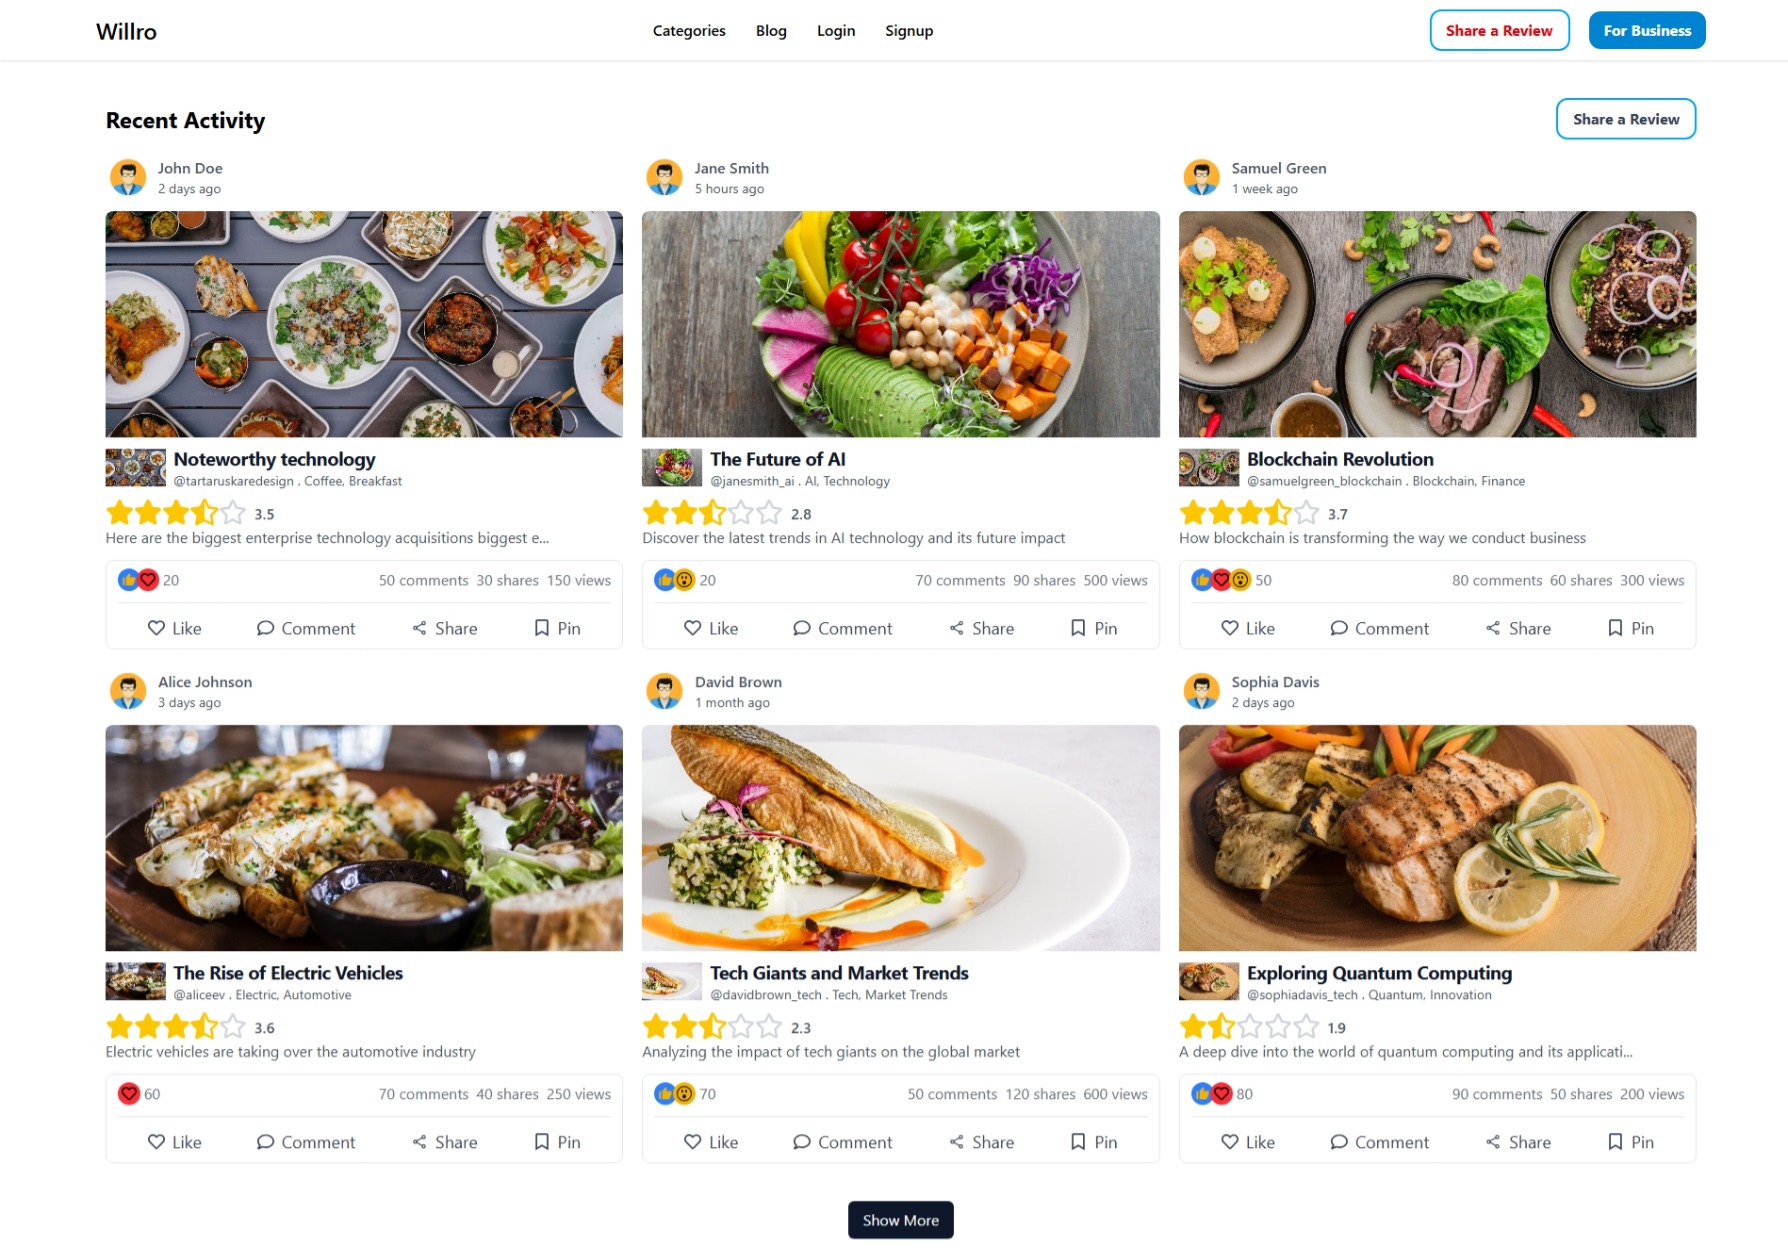 Willro
Categories Blog Login Signup
Share a Review For Business
Recent Activity
Share a Review
John Doe
2 days ago
Noteworthy technology
@tartaruskaredesign . Coffee, Breakfast
3.5
Here are the biggest enterprise technology acquisitions biggest e...
20 50 comments 30 shares 150 views
Like Comment Share Pin
Jane Smith
5 hours ago
The Future of AI
@janesmith_ai . AI, Technology
2.8
Discover the latest trends in AI technology and its future impact
20 70 comments 90 shares 500 views
Like Comment Share Pin
Samuel Green
1 week ago
Blockchain Revolution
@samuelgreen_blockchain . Blockchain, Finance
3.7
How blockchain is transforming the way we conduct business
50 80 comments 60 shares 300 views
Like Comment Share Pin
Alice Johnson
3 days ago
The Rise of Electric Vehicles
@aliceev . Electric, Automotive
3.6
Electric vehicles are taking over the automotive industry
60 70 comments 40 shares 250 views
Like Comment Share Pin
David Brown
1 month ago
Tech Giants and Market Trends
@davidbrown_tech . Tech, Market Trends
2.3
Analyzing the impact of tech giants on the global market
70 50 comments 120 shares 600 views
Like Comment Share Pin
Sophia Davis
2 days ago
Exploring Quantum Computing
@sophiadavis_tech . Quantum, Innovation
1.9
A deep dive into the world of quantum computing and its applicati...
80 90 comments 50 shares 200 views
Like Comment Share Pin
Show More